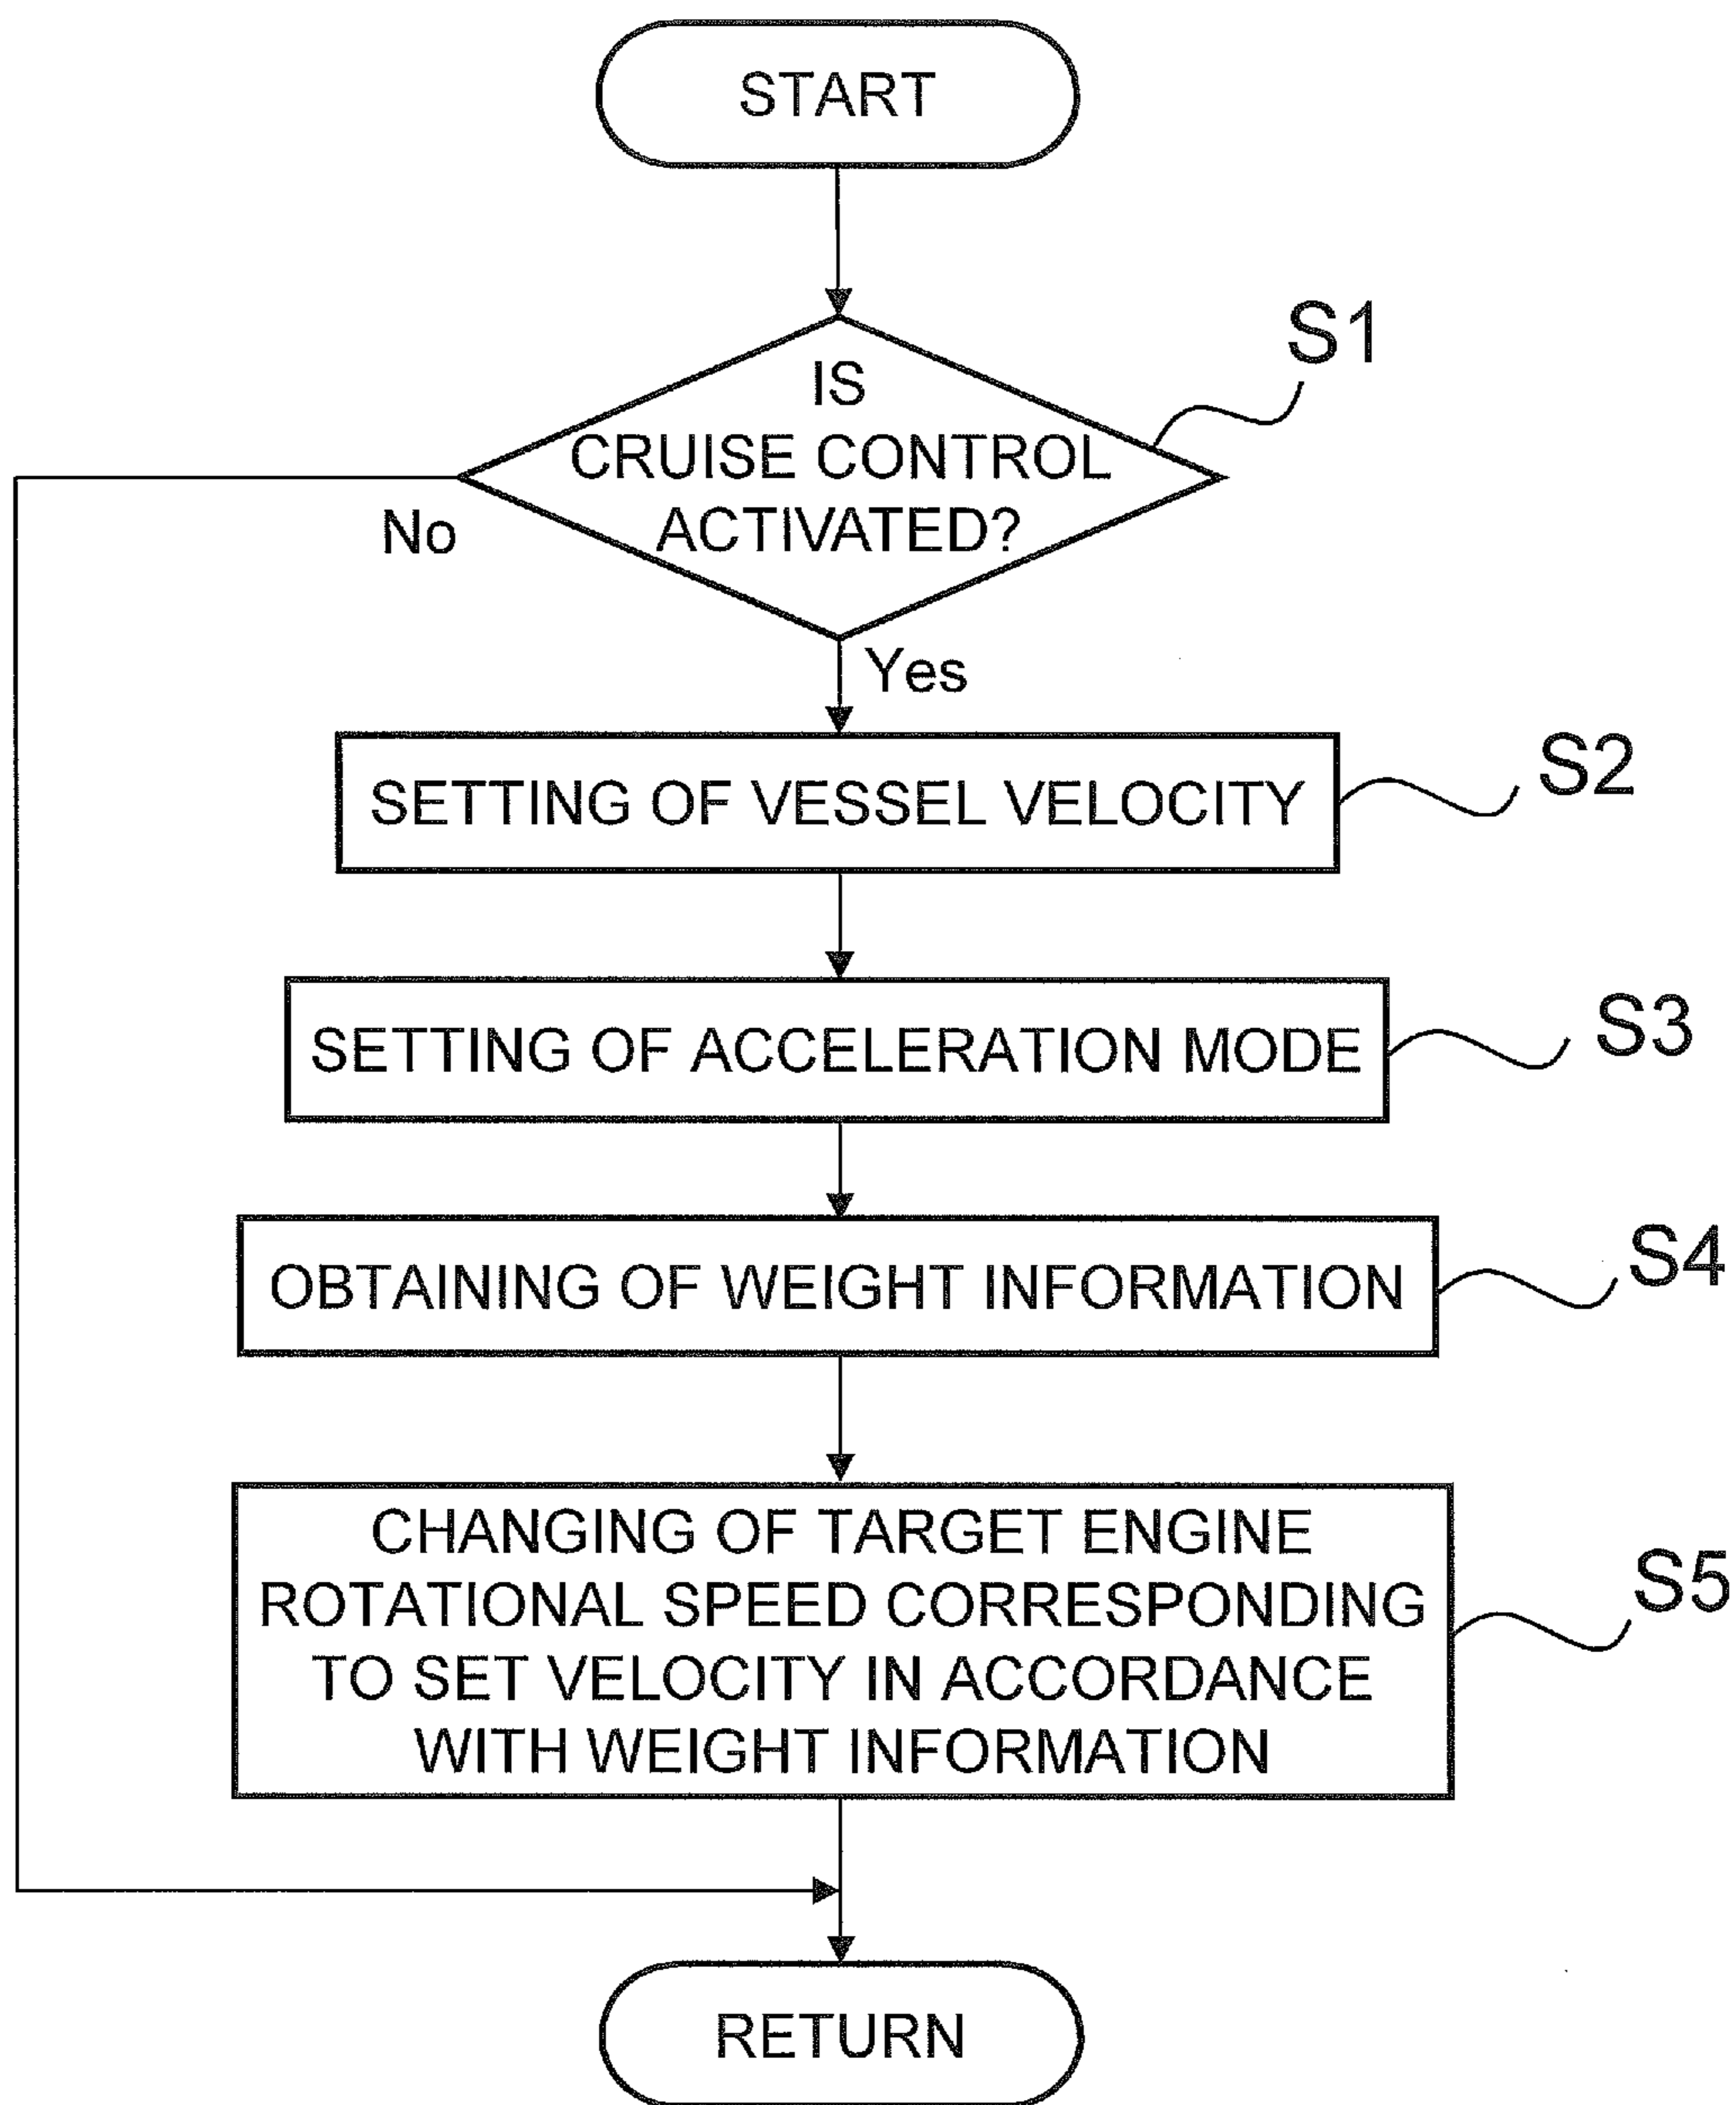 START
S1
IS
CRUISE CONTROL
ACTIVATED?
No
Yes
S2
SETTING OF VESSEL VELOCITY
S3
SETTING OF ACCELERATION MODE
S4
OBTAINING OF WEIGHT INFORMATION
S5
CHANGING OF TARGET ENGINE
ROTATIONAL SPEED CORRESPONDING
TO SET VELOCITY IN ACCORDANCE
WITH WEIGHT INFORMATION
RETURN